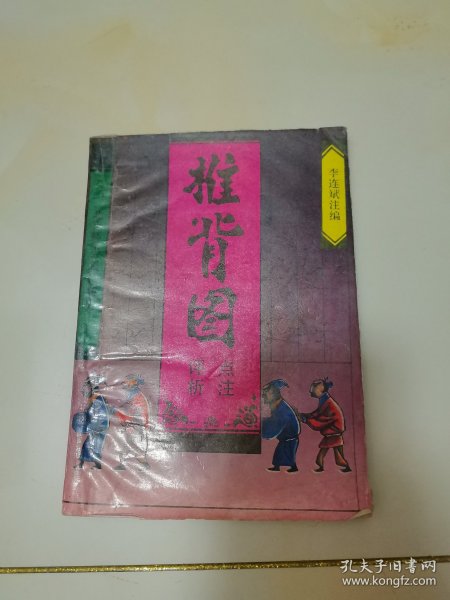 推背图
点注
评析
李连斌注编
孔夫子旧书网
www.kongfz.com